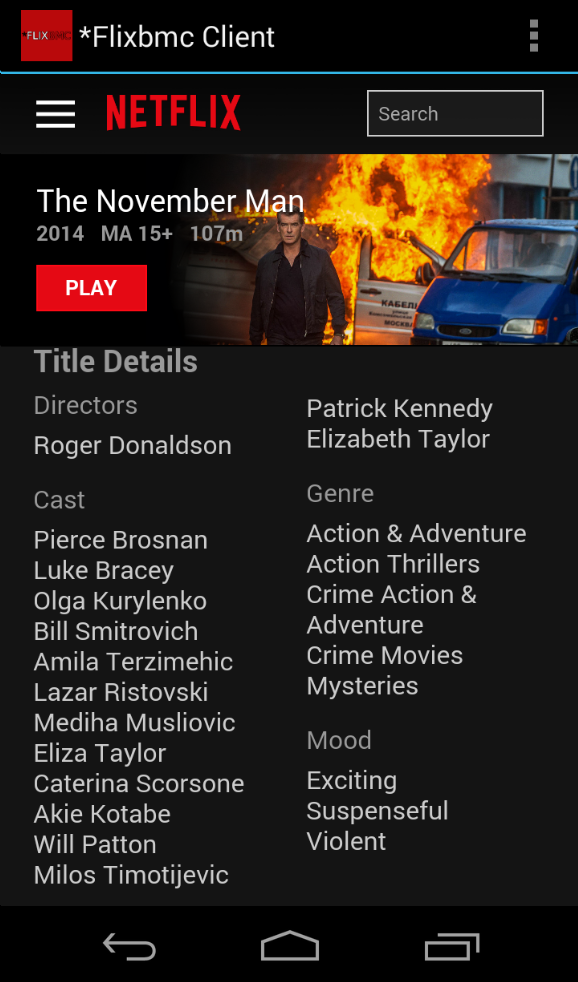 *FLIXBMC
*Flixbmc Client
NETFLIX
Search
The November Man
2014 MA 15+ 107m
PLAY
КАБЕЛЬ
МОСКВА
Title Details
Directors
Roger Donaldson
Cast
Pierce Brosnan
Luke Bracey
Olga Kurylenko
Bill Smitrovich
Amila Terzimehic
Lazar Ristovski
Mediha Musliovic
Eliza Taylor
Caterina Scorsone
Akie Kotabe
Will Patton
Milos Timotijevic
Patrick Kennedy
Elizabeth Taylor
Genre
Action & Adventure
Action Thrillers
Crime Action &
Adventure
Crime Movies
Mysteries
Mood
Exciting
Suspenseful
Violent